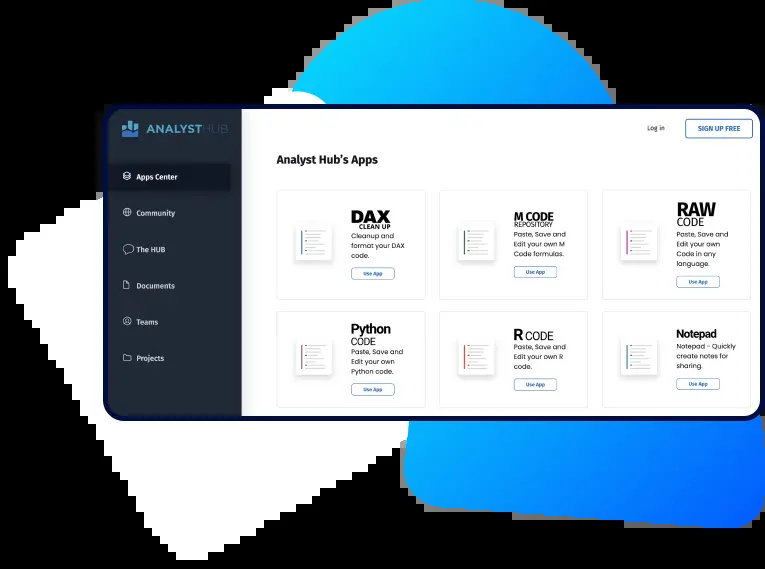 ANALYSTHUB
Log in
SIGN UP FREE
Analyst Hub's Apps
Apps Center
Community
The HUB
Documents
Teams
Projects
DAX
CLEAN UP
Cleanup and
format your DAX
code.
Use App
M CODE
REPOSITORY
Paste, Save and
Edit your own M
Code formulas.
Use App
RAW
CODE
Paste, Save and
Edit your own
Code in any
language.
Use App
Python
CODE
Paste, Save and
Edit your own
Python code.
Use App
R CODE
Paste, Save and
Edit your own R
code.
Use App
Notepad
Notepad - Quickly
create notes for
sharing.
Use App